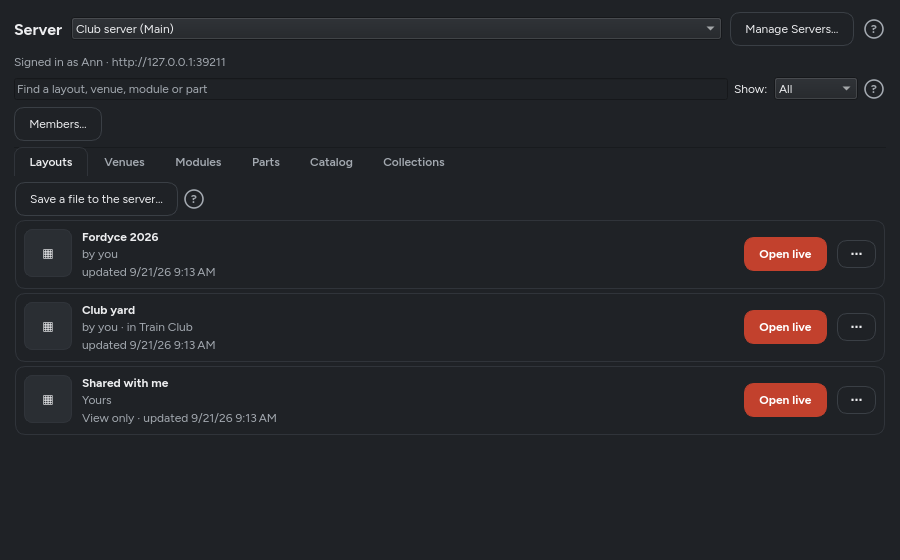 Server
Club server (Main)
Manage Servers...
?
Signed in as Ann · http://127.0.0.1:39211
Find a layout, venue, module or part
Show:
All
?
Members...
Layouts
Venues
Modules
Parts
Catalog
Collections
Save a file to the server...
?
Fordyce 2026
by you
updated 9/21/26 9:13 AM
Open live
...
Club yard
by you · in Train Club
updated 9/21/26 9:13 AM
Open live
...
Shared with me
Yours
View only · updated 9/21/26 9:13 AM
Open live
...